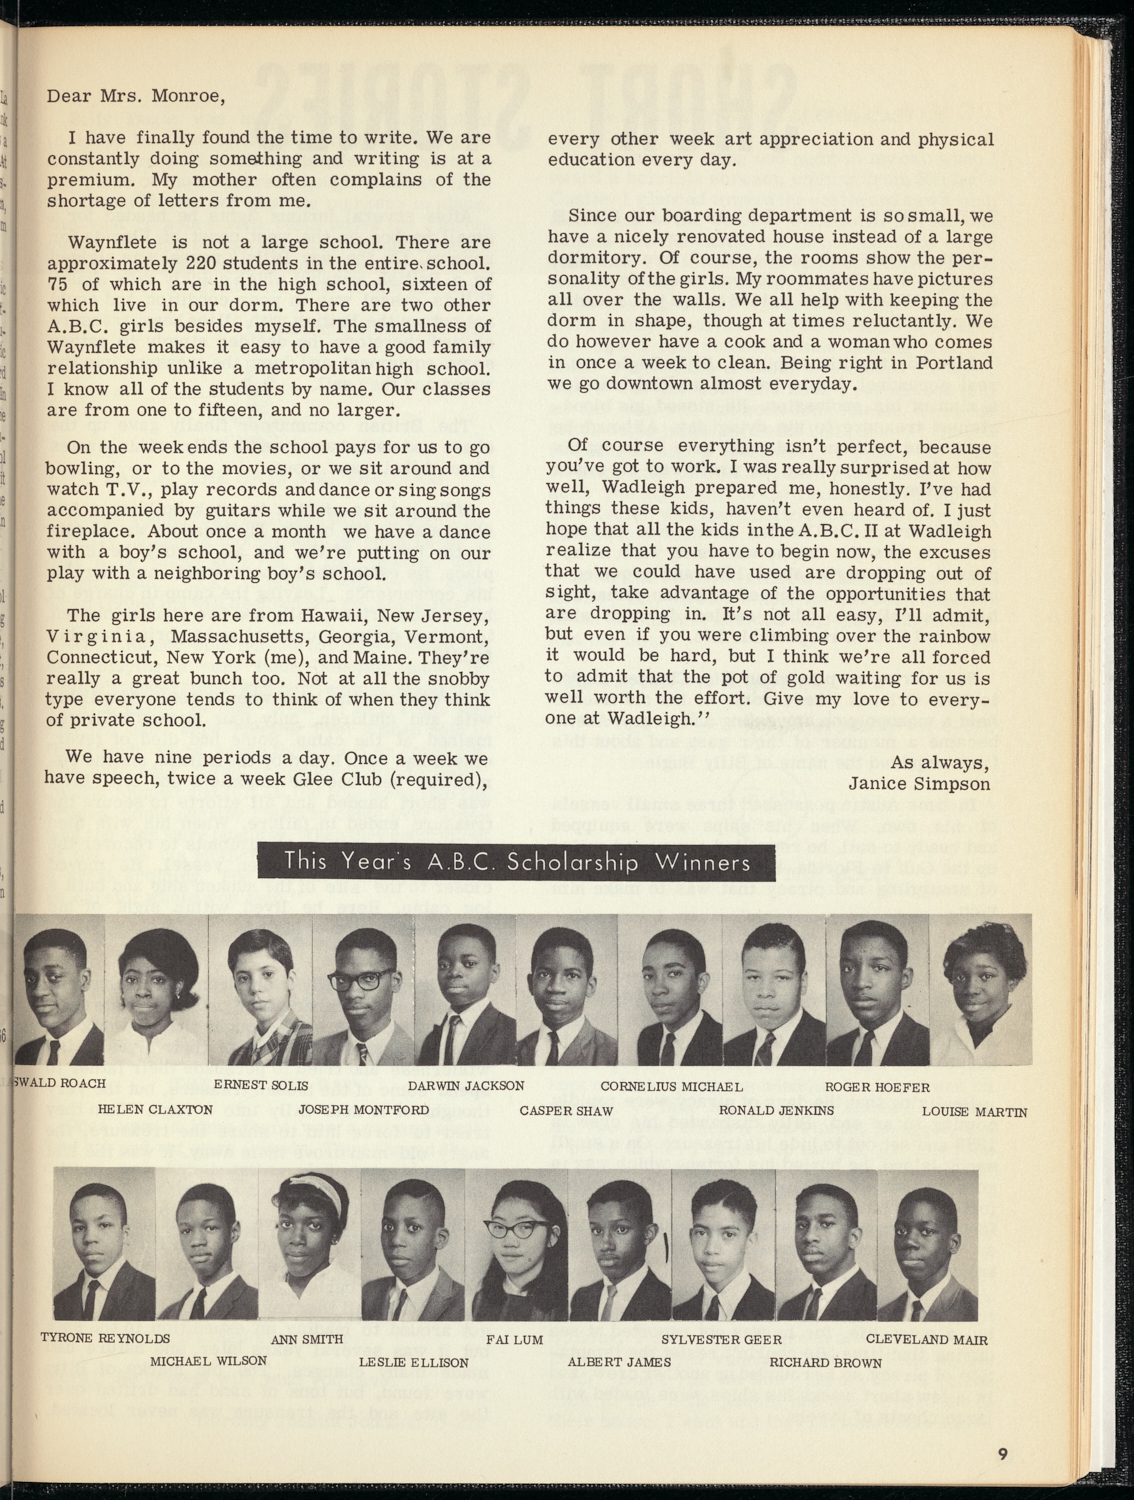 Dear Mrs. Monroe,
I have finally found the time to write. We are
constantly doing something and writing is at a
premium. My mother often complains of the
shortage of letters from me.
Waynflete is not a large school. There are
approximately 220 students in the entire school.
75 of which are in the high school, sixteen of
which live in our dorm. There are two other
A.B.C. girls besides myself. The smallness of
Waynflete makes it easy to have a good family
relationship unlike a metropolitan high school.
I know all of the students by name. Our classes
are from one to fifteen, and no larger.
On the weekends the school pays for us to go
bowling, or to the movies, or we sit around and
watch T.V., play records and dance or sing songs
accompanied by guitars while we sit around the
fireplace. About once a month we have a dance
with a boy's school, and we're putting on our
play with a neighboring boy's school.
The girls here are from Hawaii, New Jersey,
Virginia, Massachusetts, Georgia, Vermont,
Connecticut, New York (me), and Maine. They're
really a great bunch too. Not at all the snobby
type everyone tends to think of when they think
of private school.
We have nine periods a day. Once a week we
have speech, twice a week Glee Club (required),
every other week art appreciation and physical
education every day.
Since our boarding department is so small, we
have a nicely renovated house instead of a large
dormitory. Of course, the rooms show the per-
sonality of the girls. My roommates have pictures
all over the walls. We all help with keeping the
dorm in shape, though at times reluctantly. We
do however have a cook and a woman who comes
in once a week to clean. Being right in Portland
we go downtown almost everyday.
Of course everything isn't perfect, because
you've got to work. I was really surprised at how
well, Wadleigh prepared me, honestly. I've had
things these kids, haven't even heard of. I just
hope that all the kids in the A.B.C. II at Wadleigh
realize that you have to begin now, the excuses
that we could have used are dropping out of
sight, take advantage of the opportunities that
are dropping in. It's not all easy, I'll admit,
but even if you were climbing over the rainbow
it would be hard, but I think we're all forced
to admit that the pot of gold waiting for us is
well worth the effort. Give my love to every-
one at Wadleigh.''
As always,
Janice Simpson
This Year's A.B.C. Scholarship Winners
SWALD ROACH
ERNEST SOLIS
DARWIN JACKSON
CORNELIUS MICHAEL
ROGER HOEFER
HELEN CLAXTON
JOSEPH MONTFORD
CASPER SHAW
RONALD JENKINS
LOUISE MARTIN
TYRONE REYNOLDS
ANN SMITH
FAI LUM
SYLVESTER GEER
CLEVELAND MAIR
MICHAEL WILSON
LESLIE ELLISON
ALBERT JAMES
RICHARD BROWN
9